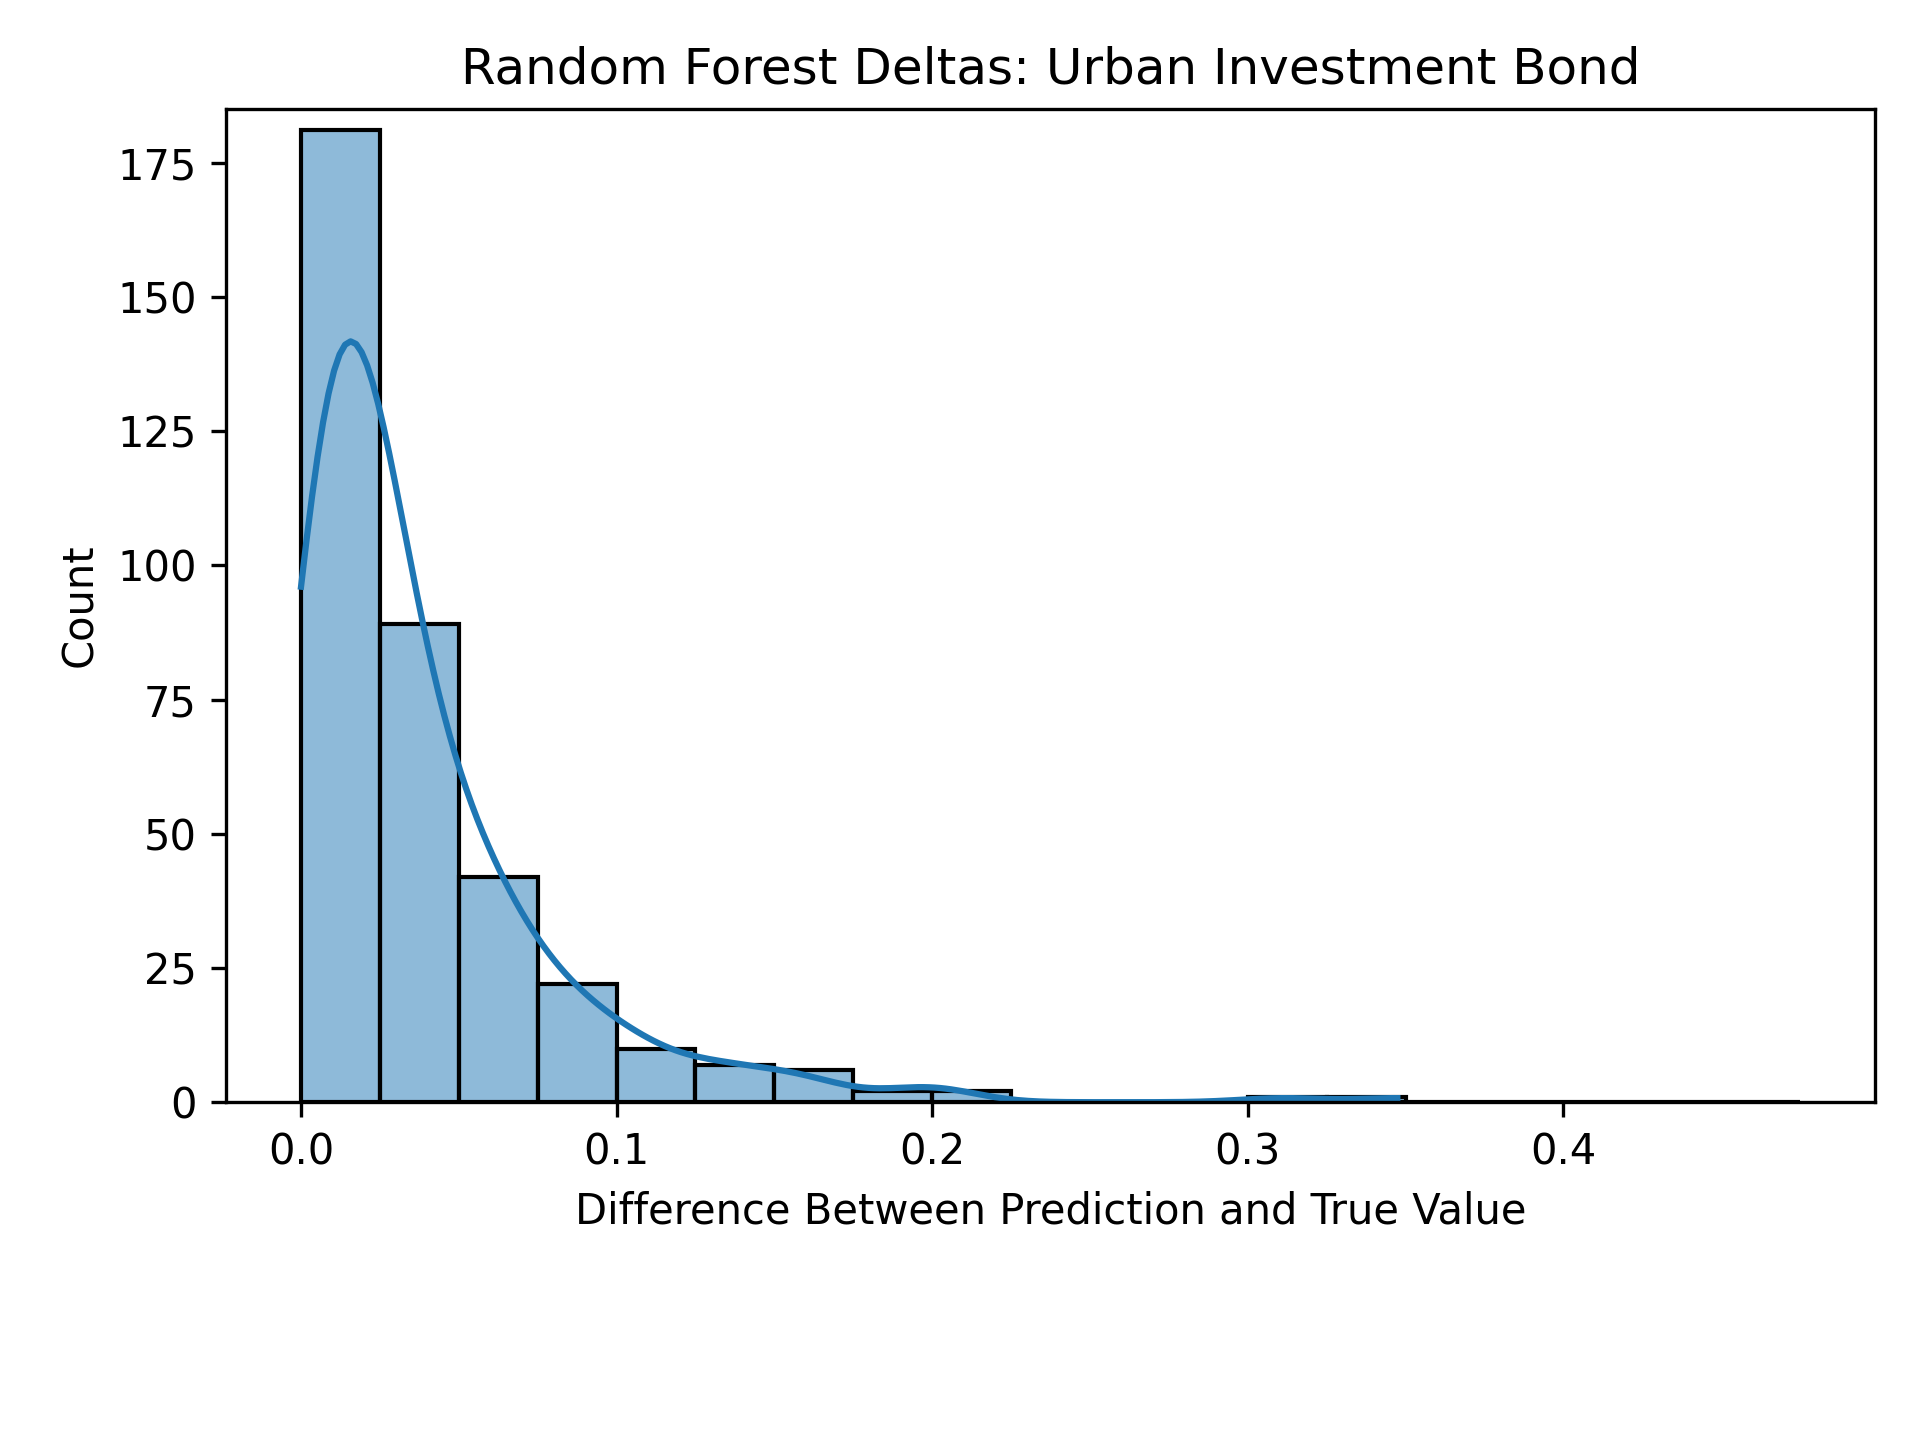 Random Forest Deltas: Urban Investment Bond
175
150
125
100
75
50
25
0
Count
0.0 0.1 0.2 0.3 0.4
Difference Between Prediction and True Value